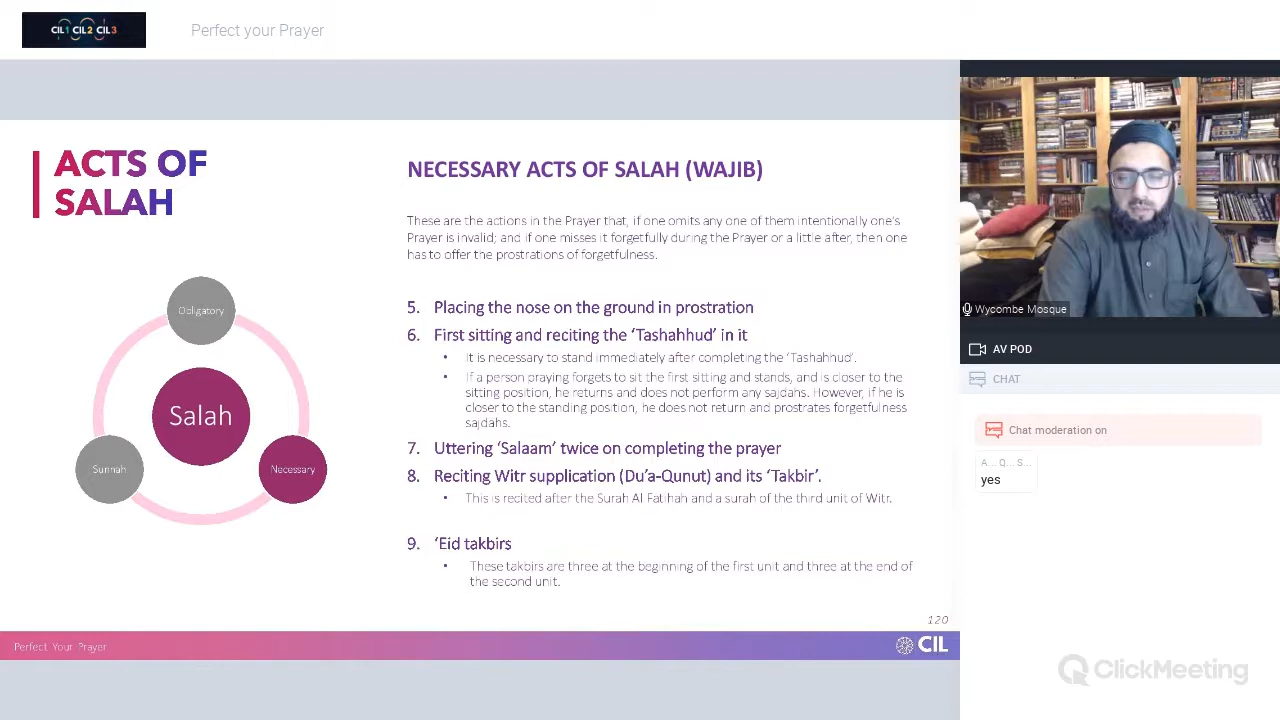 CIL1 CIL2 CIL3
Perfect your Prayer
ACTS OF
SALAH
Obligatory
Salah
Sunnah
Necessary
NECESSARY ACTS OF SALAH (WAJIB)
These are the actions in the Prayer that, if one omits any one of them intentionally one's
Prayer is invalid; and if one misses it forgetfully during the Prayer or a little after, then one
has to offer the prostrations of forgetfulness.
5. Placing the nose on the ground in prostration
6. First sitting and reciting the 'Tashahhud' in it
• It is necessary to stand immediately after completing the 'Tashahhud'.
• If a person praying forgets to sit the first sitting and stands, and is closer to the
sitting position, he returns and does not perform any sajdahs. However, if he is
closer to the standing position, he does not return and prostrates forgetfulness
sajdahs.
7. Uttering 'Salaam' twice on completing the prayer
8. Reciting Witr supplication (Du'a-Qunut) and its 'Takbir'.
• This is recited after the Surah Al Fatihah and a surah of the third unit of Witr.
9. 'Eid takbirs
• These takbirs are three at the beginning of the first unit and three at the end of
the second unit.
120
Perfect Your Prayer
CIL
Wycombe Mosque
AV POD
CHAT
Chat moderation on
A... Q... S...
yes
ClickMeeting